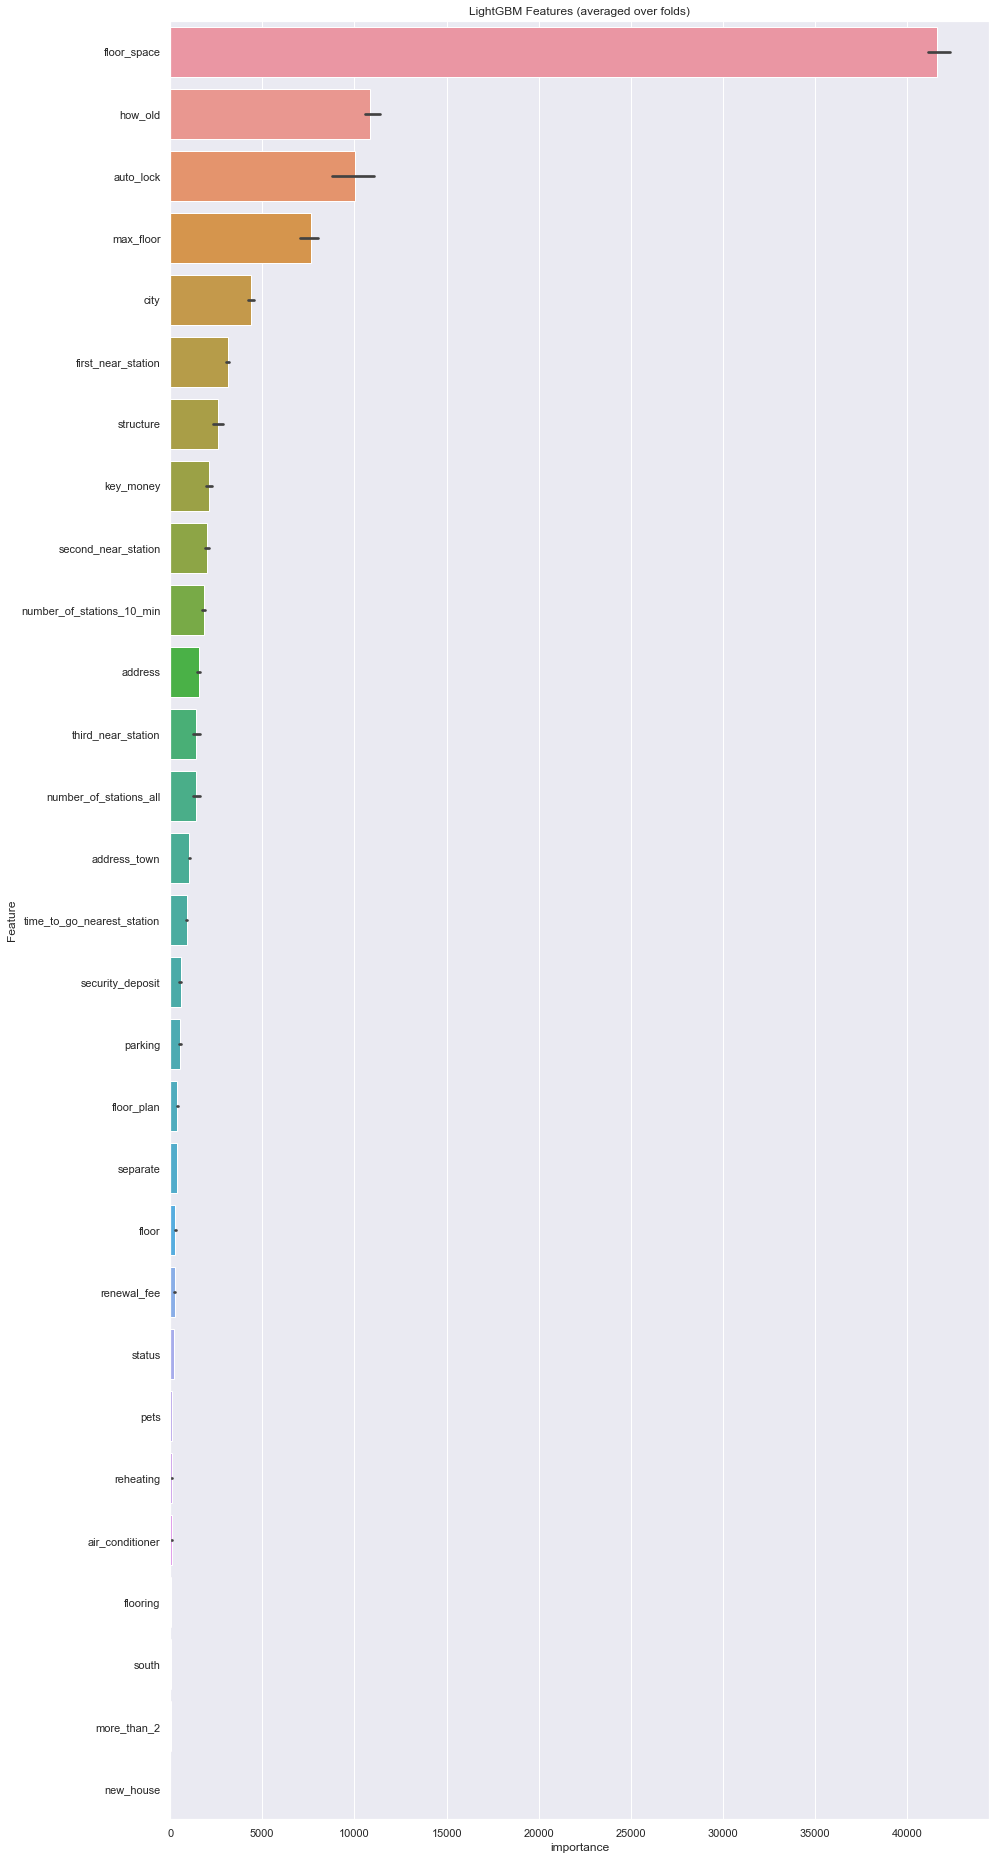 LightGBM Features (averaged over folds)
floor_space
how_old
auto_lock
max_floor
city
first_near_station
structure
key_money
second_near_station
number_of_stations_10_min
address
third_near_station
number_of_stations_all
address_town
time_to_go_nearest_station
security_deposit
parking
floor_plan
separate
floor
renewal_fee
status
pets
reheating
air_conditioner
flooring
south
more_than_2
new_house
Feature
0 5000 10000 15000 20000 25000 30000 35000 40000
importance